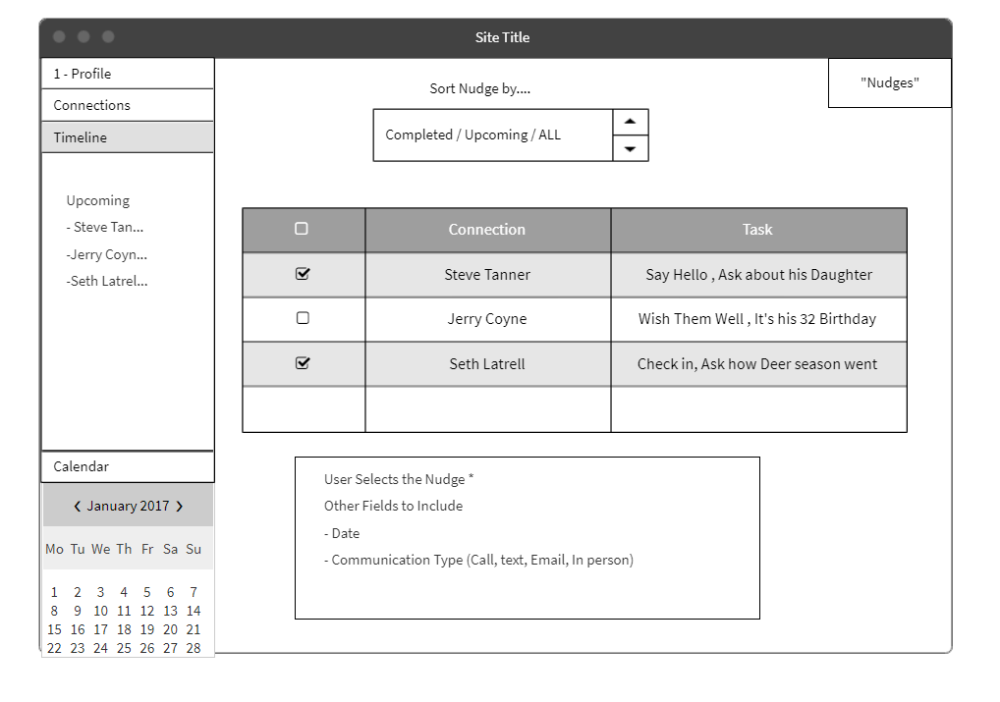 Site Title
1 - Profile
Connections
Timeline
Upcoming
- Steve Tan...
-Jerry Coyn...
-Seth Latrel...
Calendar
January 2017
Mo Tu We Th Fr Sa Su
1 2 3 4 5 6 7
8 9 10 11 12 13 14
15 16 17 18 19 20 21
22 23 24 25 26 27 28
Sort Nudge by....
Completed / Upcoming / ALL
"Nudges"
Connection Task
Steve Tanner Say Hello , Ask about his Daughter
Jerry Coyne Wish Them Well , It's his 32 Birthday
Seth Latrell Check in, Ask how Deer season went
User Selects the Nudge *
Other Fields to Include
- Date
- Communication Type (Call, text, Email, In person)